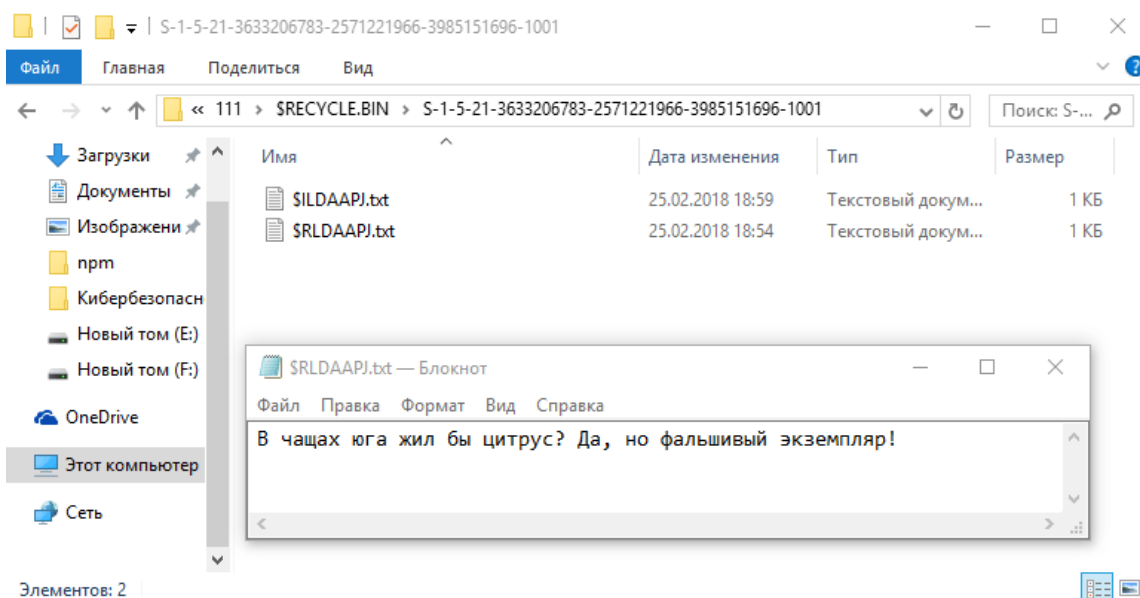 S-1-5-21-3633206783-2571221966-3985151696-1001
Файл Главная Поделиться Вид
« 111 > $RECYCLE.BIN > S-1-5-21-3633206783-2571221966-3985151696-1001 Поиск: S-...
Загрузки
Документы
Изображени
npm
Кибербезопасн
Новый том (E:)
Новый том (F:)
OneDrive
Этот компьютер
Сеть
Имя Дата изменения Тип Размер
$ILDAAPJ.txt 25.02.2018 18:59 Текстовый докум... 1 КБ
$RLDAAPJ.txt 25.02.2018 18:54 Текстовый докум... 1 КБ
$RLDAAPJ.txt — Блокнот
Файл Правка Формат Вид Справка
В чащах юга жил бы цитрус? Да, но фальшивый экземпляр!
Элементов: 2